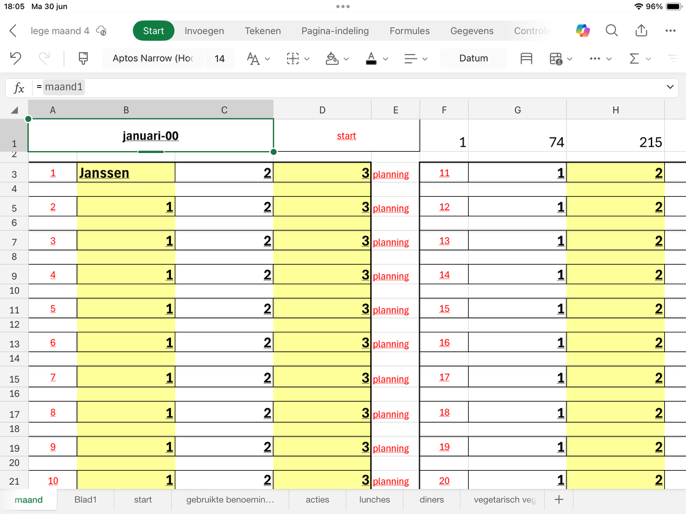 18:05 Ma 30 jun 96%
lege maand 4 Start Invoegen Tekenen Pagina-indeling Formules Gegevens
Aptos Narrow 14 A Datum
fx = maand1
A B C D E F G H
1 januari-00 start 1 74 215
2
3 1 Janssen 2 3 planning 11 1 2
4
5 2 1 2 3 planning 12 1 2
6
7 3 1 2 3 planning 13 1 2
8
9 4 1 2 3 planning 14 1 2
10
11 5 1 2 3 planning 15 1 2
12
13 6 1 2 3 planning 16 1 2
14
15 7 1 2 3 planning 17 1 2
16
17 8 1 2 3 planning 18 1 2
18
19 9 1 2 3 planning 19 1 2
20
21 10 1 2 3 planning 20 1 2
maand Blad1 start gebruikte benoemin... acties lunches diners vegetarisch